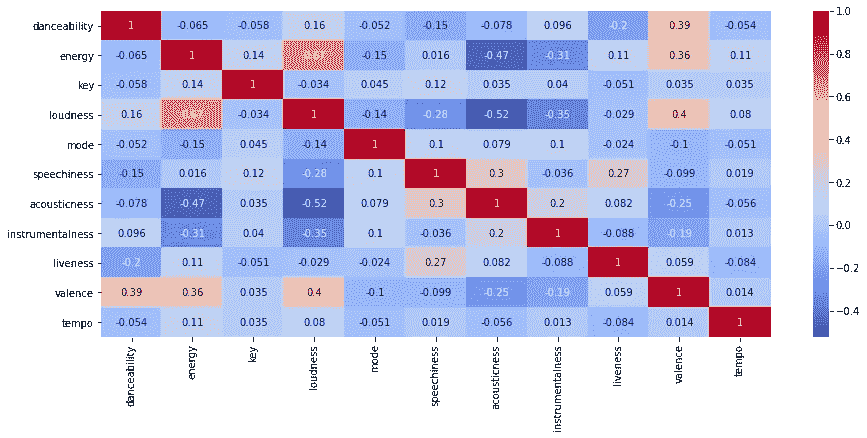 danceability 1 -0.065 -0.058 0.16 -0.052 -0.15 -0.078 0.096 -0.2 0.39 -0.054
energy -0.065 1 0.14 -0.15 0.016 -0.47 -0.31 0.11 0.36 0.11
key -0.058 0.14 1 -0.034 0.045 0.12 0.035 0.04 -0.051 0.035 0.035
loudness 0.16 -0.034 1 -0.14 -0.28 -0.52 -0.35 -0.029 0.4 0.08
mode -0.052 -0.15 0.045 -0.14 1 0.1 0.079 0.1 -0.024 -0.1 -0.051
speechiness -0.15 0.016 0.12 -0.28 0.1 1 0.3 -0.036 0.27 -0.099 0.019
acousticness -0.078 -0.47 0.035 -0.52 0.079 0.3 1 0.2 0.082 -0.25 -0.056
instrumentalness 0.096 -0.31 0.04 -0.35 0.1 -0.036 0.2 1 -0.088 -0.19 0.013
liveness -0.2 0.11 -0.051 -0.029 -0.024 0.27 0.082 -0.088 1 0.059 -0.084
valence 0.39 0.36 0.035 0.4 -0.1 -0.099 -0.25 -0.19 0.059 1 0.014
tempo -0.054 0.11 0.035 0.08 -0.051 0.019 -0.056 0.013 -0.084 0.014 1
danceability
energy
key
loudness
mode
speechiness
acousticness
instrumentalness
liveness
valence
tempo
1.0
0.8
0.6
0.4
0.2
0.0
-0.2
-0.4